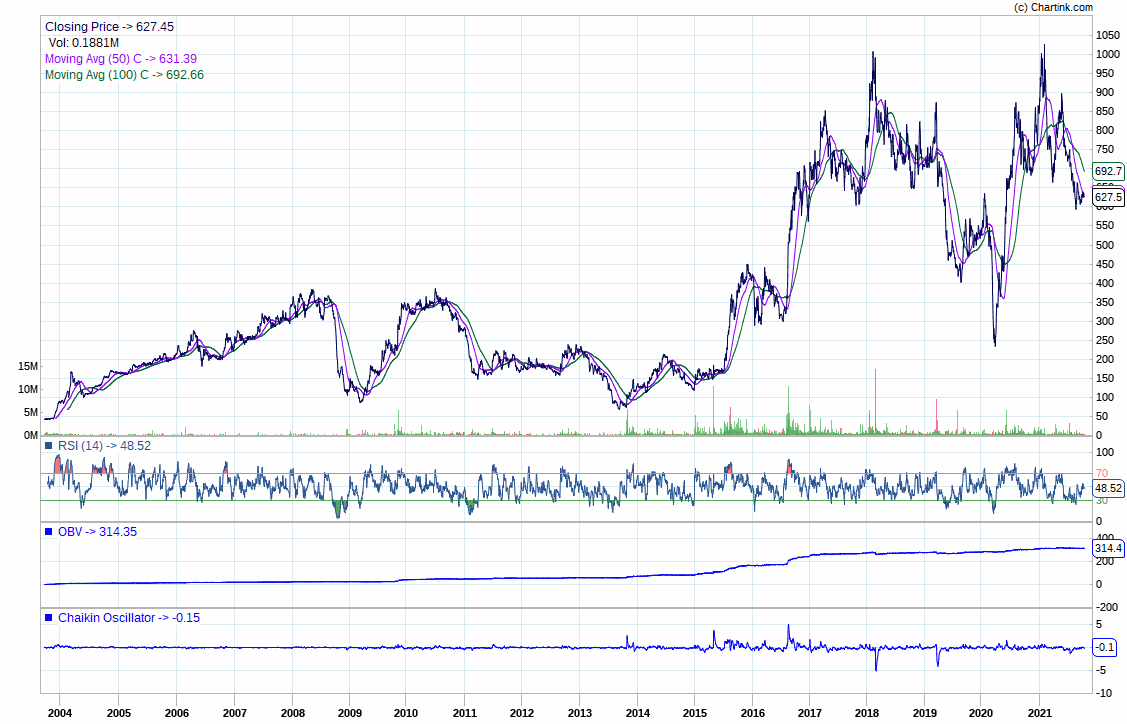 (c) Chartink.com
Closing Price -> 627.45
Vol: 0.1881M
Moving Avg (50) C -> 631.39
Moving Avg (100) C -> 692.66
1050
1000
950
900
850
800
750
692.7
627.5
550
500
450
400
350
300
250
200
150
100
50
0
15M
10M
5M
0M
RSI (14) -> 48.52
100
70
48.52
30
0
OBV -> 314.35
400
314.4
200
0
-200
Chaikin Oscillator -> -0.15
5
-0.1
-5
-10
2004 2005 2006 2007 2008 2009 2010 2011 2012 2013 2014 2015 2016 2017 2018 2019 2020 2021